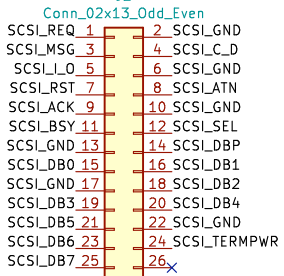 Conn_02x13_Odd_Even
SCSI_REQ 1 2 SCSI_GND
SCSI_MSG 3 4 SCSI_C_D
SCSI_I_O 5 6 SCSI_GND
SCSI_RST 7 8 SCSI_ATN
SCSI_ACK 9 10 SCSI_GND
SCSI_BSY 11 12 SCSI_SEL
SCSI_GND 13 14 SCSI_DBP
SCSI_DB0 15 16 SCSI_DB1
SCSI_GND 17 18 SCSI_DB2
SCSI_DB3 19 20 SCSI_DB4
SCSI_DB5 21 22 SCSI_GND
SCSI_DB6 23 24 SCSI_TERMPWR
SCSI_DB7 25 26